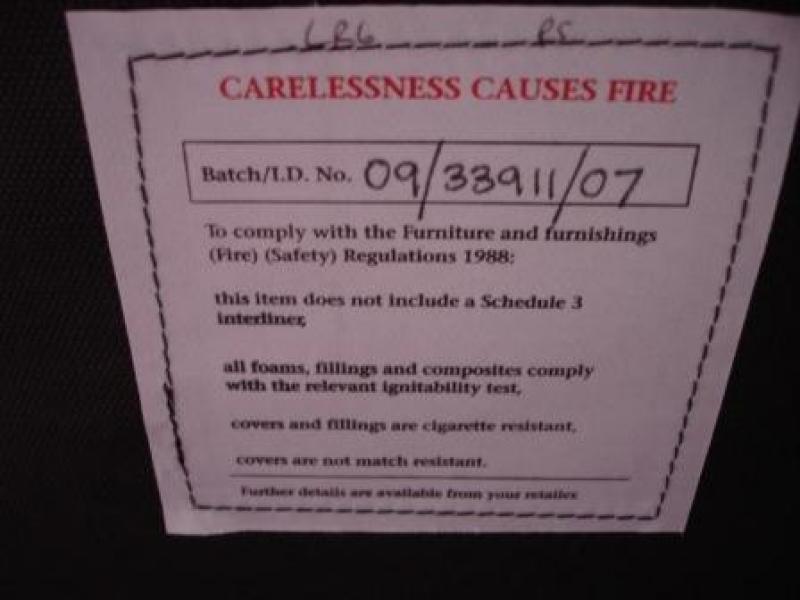 LBG PS
CARELESSNESS CAUSES FIRE
Batch/I.D. No. 09/33911/07
To comply with the Furniture and furnishings
(Fire) (Safety) Regulations 1988:
this item does not include a Schedule 3
interliner,
all foams, fillings and composites comply
with the relevant ignitability test,
covers and fillings are cigarette resistant,
covers are not match resistant.
Further details are available from your retailer